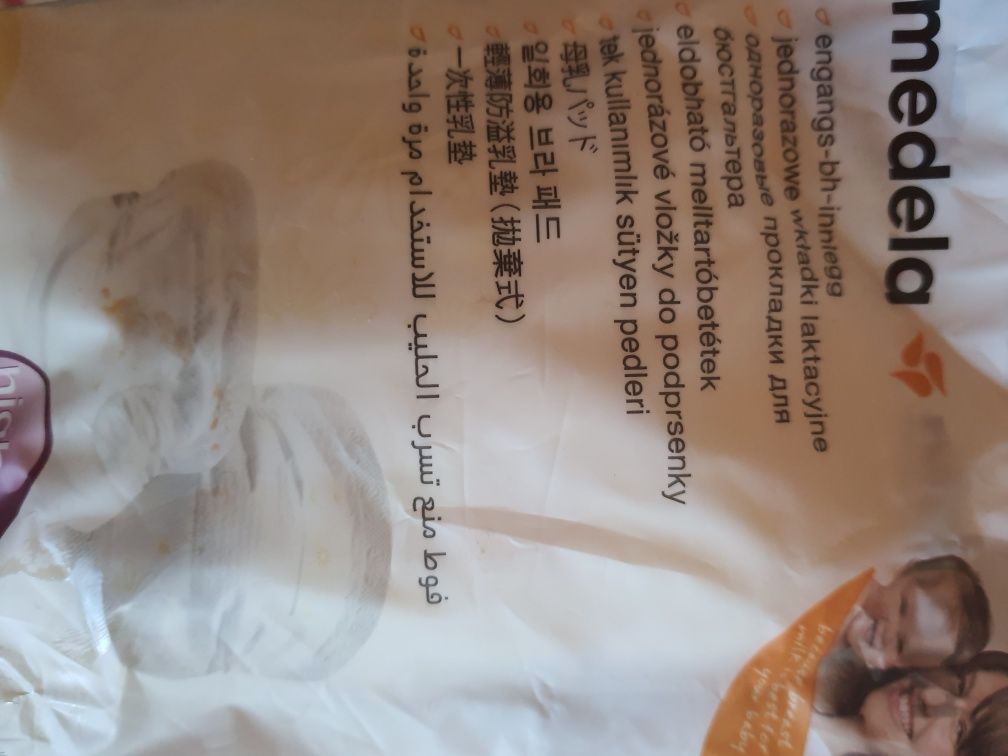 medela
engangs-bh-innlegg
jednorazowe wkładki laktacyjne
одноразовые прокладки для
бюстгальтера
eldobható melltartóbetétek
jednorázové vložky do podprsenky
tek kullanımlık sütyen pedleri
母乳パッド
일회용 브라 패드
輕薄防溢乳墊(拋棄式)
一次性乳垫
فوط منع تسرب الحليب للاستخدام مرة واحدة
your baby